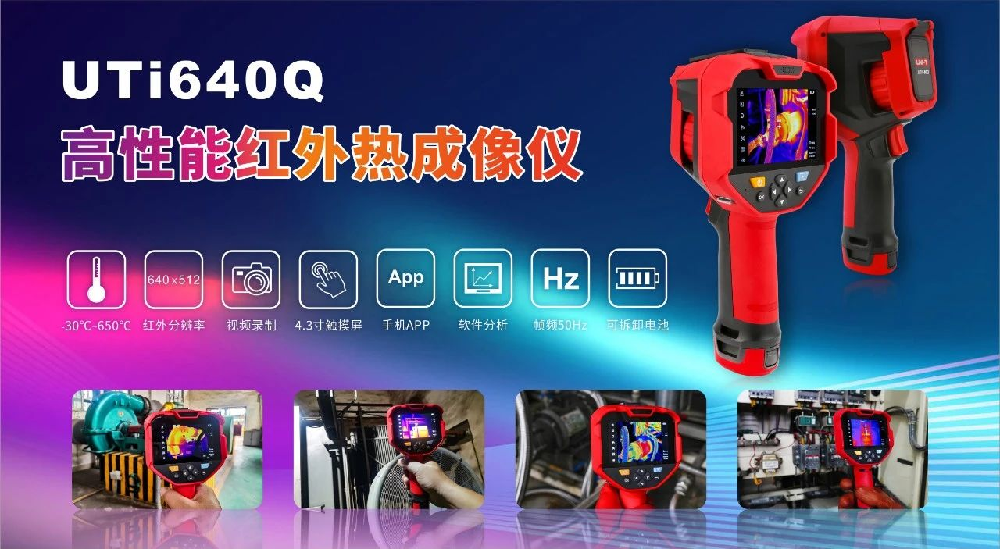 UTi640Q
高性能红外热成像仪
UNI-T
640x512
App
Hz
-30℃~650℃
红外分辨率
视频录制
4.3寸触摸屏
手机APP
软件分析
帧频50Hz
可拆卸电池
OK